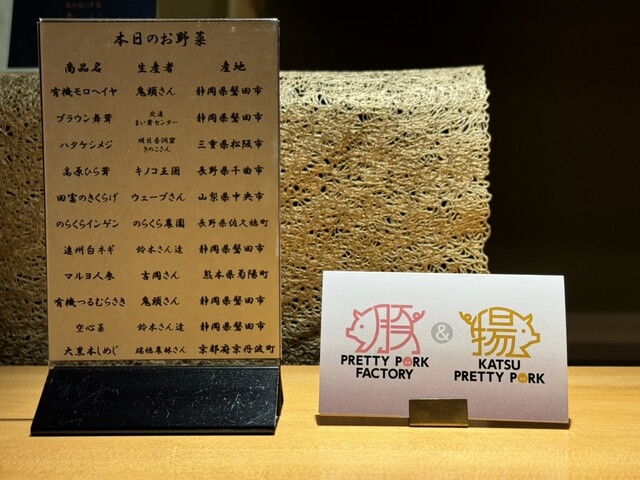 本日のお野菜
商品名 生産者 産地
有機モロヘイヤ 鬼頭さん 静岡県磐田市
ブラウン舞茸 北遠まい茸センター 静岡県磐田市
ハタケシメジ 明日香洞窟きのこさん 三重県松阪市
高原ひら茸 キノコ王国 長野県千曲市
田富のきくらげ ウェーブさん 山梨県中央市
のらくらインゲン のらくら農園 長野県佐久穂町
遠州白ネギ 鈴木さん達 静岡県磐田市
マルヨ人参 吉岡さん 熊本県菊陽町
有機つるむらさき 鬼頭さん 静岡県磐田市
空心菜 鈴木さん達 静岡県磐田市
大黒本しめじ 瑞穂農林さん 京都府京丹波町
豚 & 揚
PRETTY PORK
FACTORY
KATSU
PRETTY PORK